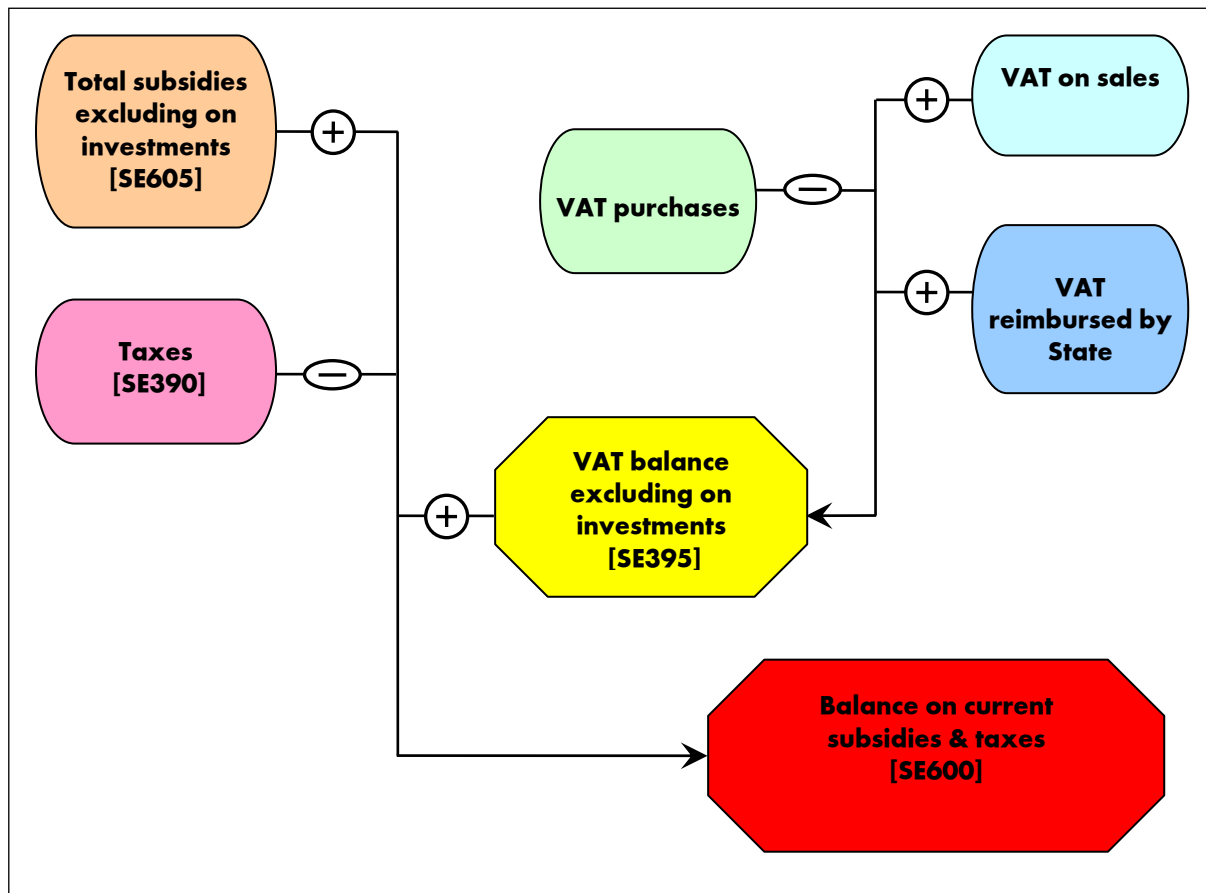 Total subsidies
excluding on
investments
[SE605]
+
VAT on sales
+
VAT purchases
−
VAT
reimbursed by
State
+
Taxes
[SE390]
−
VAT balance
excluding on
investments
[SE395]
+
Balance on current
subsidies & taxes
[SE600]